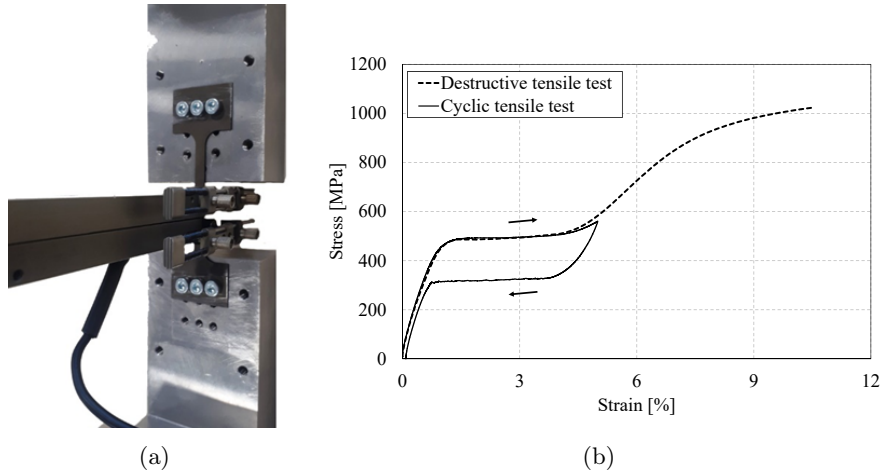 1200
1000
800
600
400
200
0
Stress [MPa]
Destructive tensile test
Cyclic tensile test
0 3 6 9 12
Strain [%]
(a) (b)